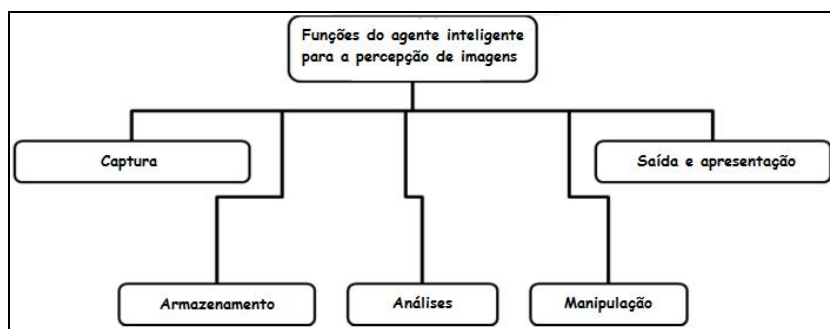 Funções do agente inteligente
para a percepção de imagens
Captura
Saída e apresentação
Armazenamento
Análises
Manipulação